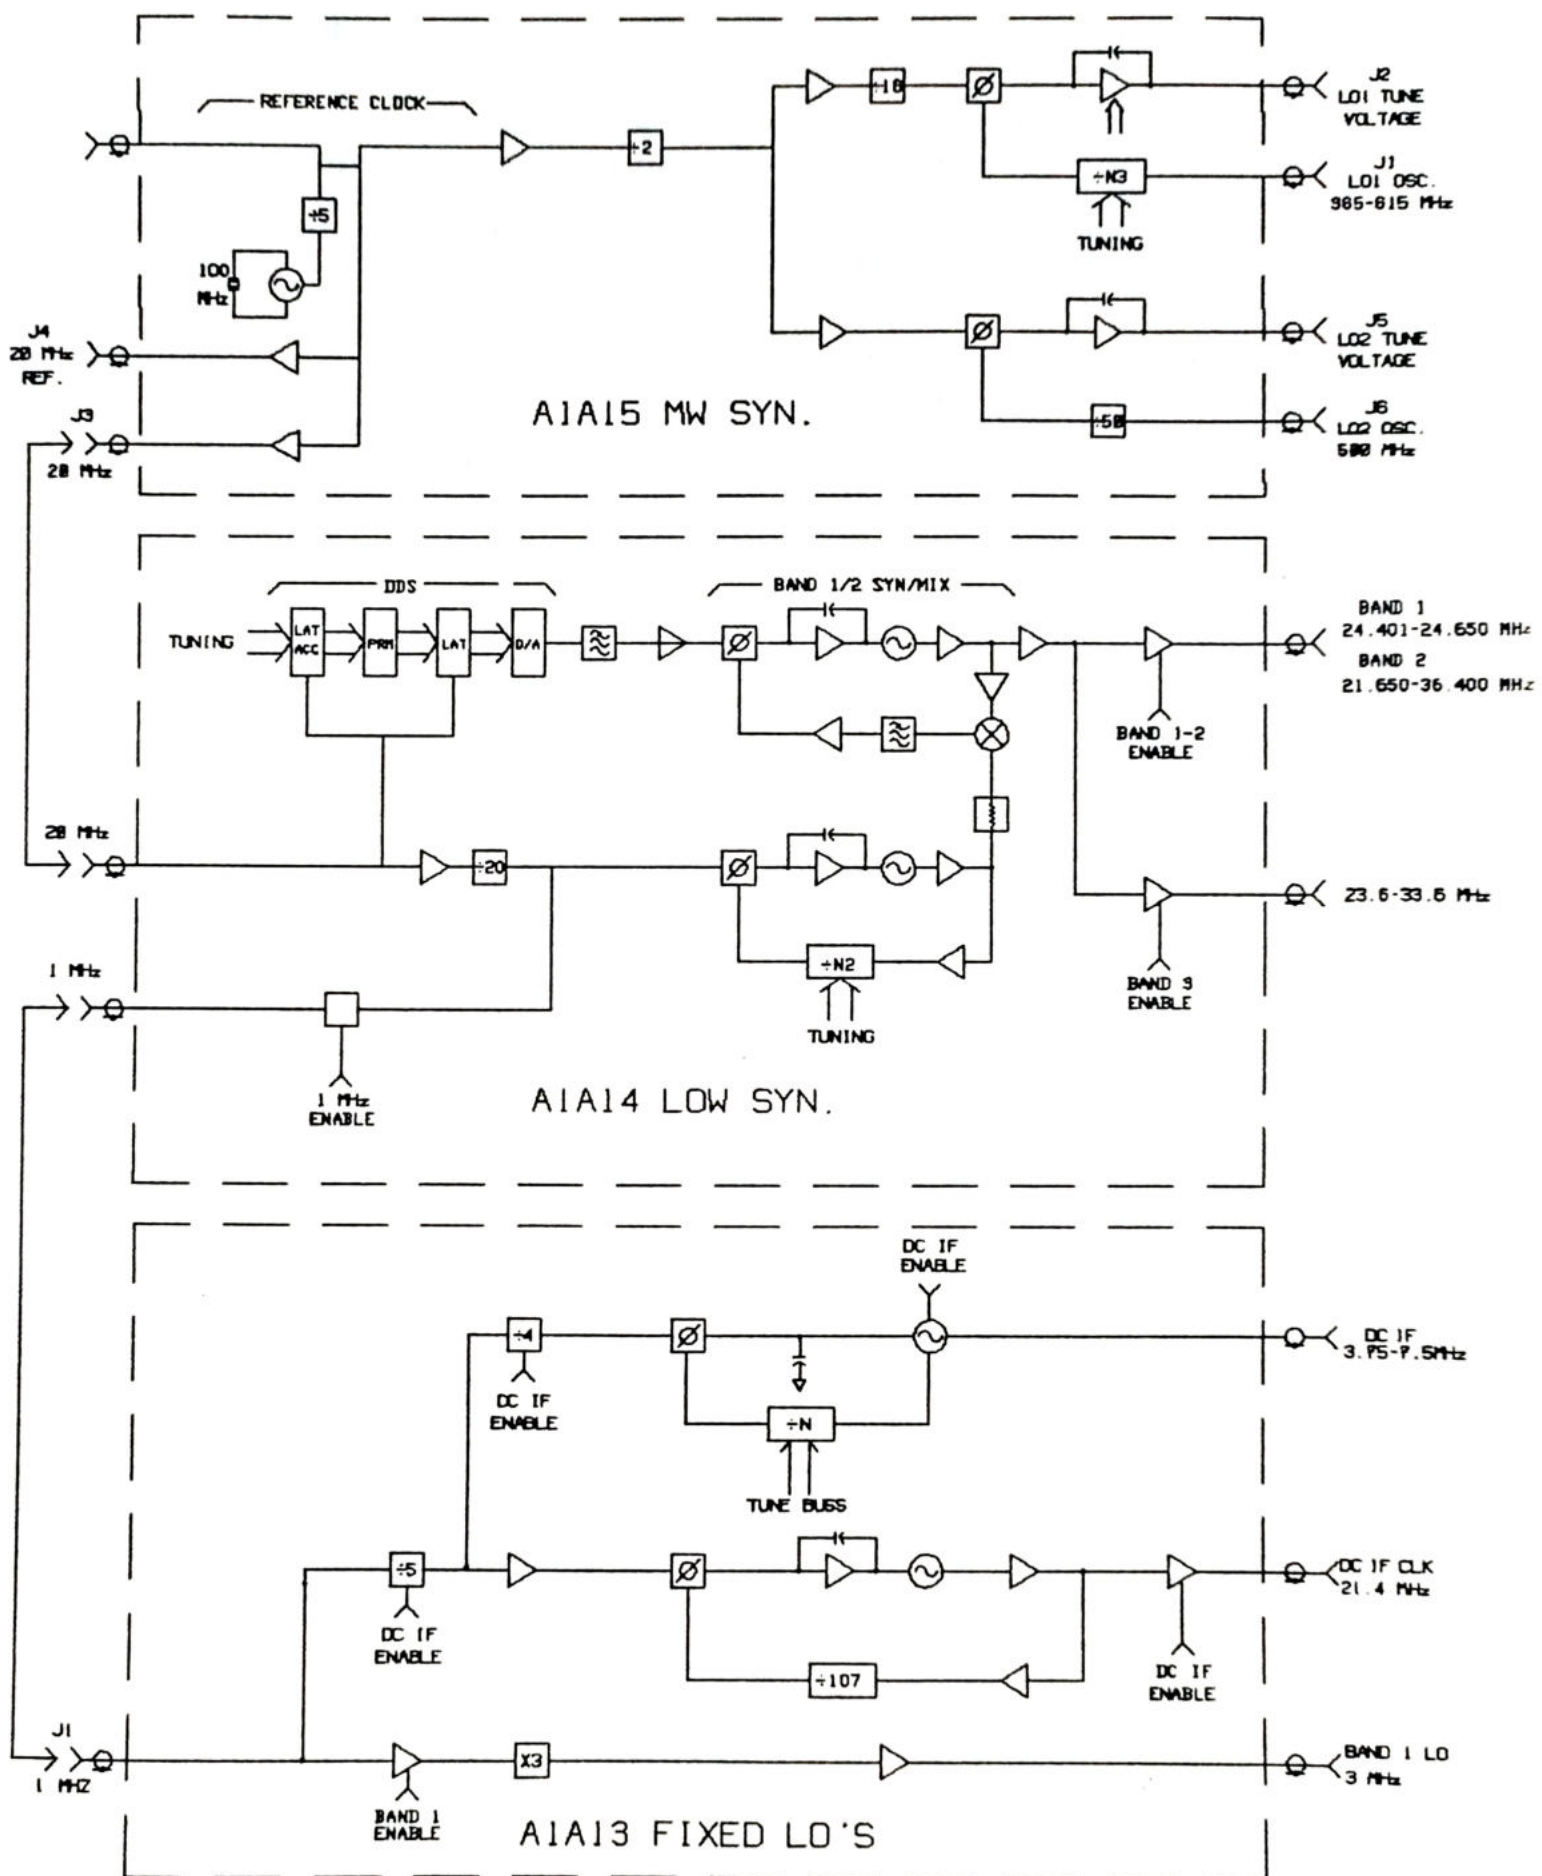 REFERENCE CLOCK
÷5
100
MHz
÷2
÷10
Ø
÷N3
TUNING
J2
LO1 TUNE
VOLTAGE
J1
LO1 OSC.
Ø
÷50
J5
LO2 TUNE
VOLTAGE
J6
LO2 OSC.
500 MHz
J4
20 MHz
REF.
J3
20 MHz
A1A15 MW SYN.
DDS
BAND 1/2 SYN/MIX
TUNING
LAT
ACC
PRM
LAT
D/A
Ø
BAND 1
24.401-24.650 MHz
BAND 2
21.650-36.400 MHz
BAND 1-2
ENABLE
20 MHz
÷20
Ø
÷N2
TUNING
23.6-33.6 MHz
BAND 3
ENABLE
1 MHz
1 MHz
ENABLE
A1A14 LOW SYN.
DC IF
ENABLE
÷4
DC IF
ENABLE
Ø
÷N
TUNE BUSS
DC IF
3.75-7.5MHz
÷5
DC IF
ENABLE
Ø
÷107
DC IF
ENABLE
DC IF CLK
21.4 MHz
J1
1 MHZ
BAND 1
ENABLE
X3
BAND 1 LO
3 MHz
A1A13 FIXED LO'S